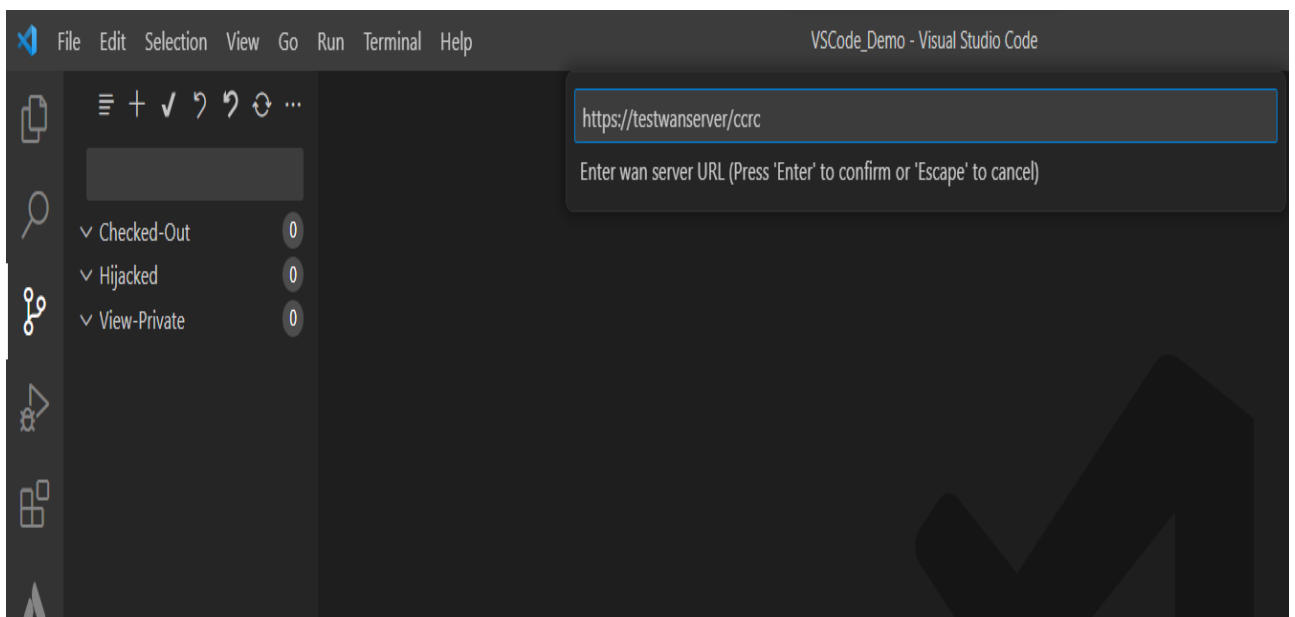 File Edit Selection View Go Run Terminal Help
VSCode_Demo - Visual Studio Code
https://testwanserver/ccrc
Enter wan server URL (Press 'Enter' to confirm or 'Escape' to cancel)
Checked-Out 0
Hijacked 0
View-Private 0